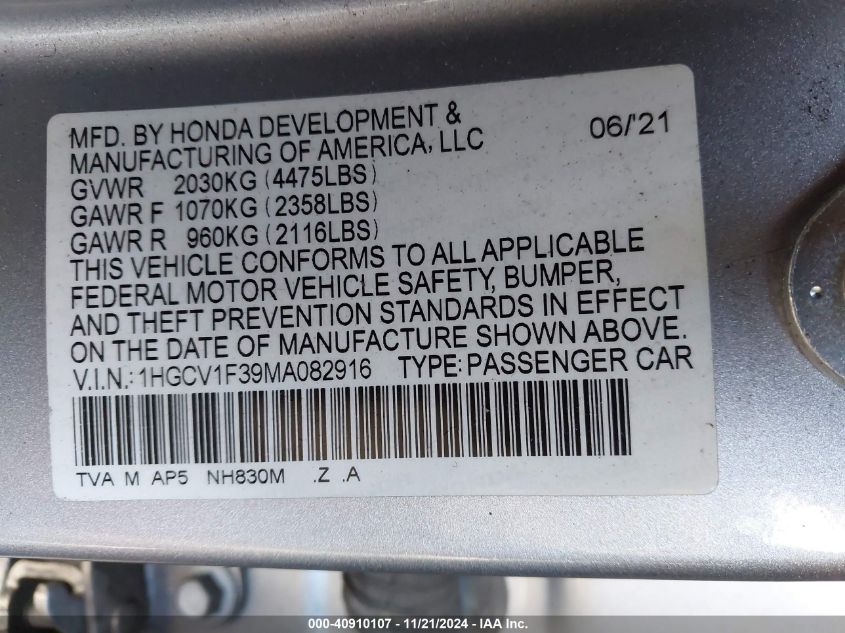 MFD. BY HONDA DEVELOPMENT & 06/'21
MANUFACTURING OF AMERICA, LLC
GVWR 2030KG (4475LBS)
GAWR F 1070KG (2358LBS)
GAWR R 960KG (2116LBS)
THIS VEHICLE CONFORMS TO ALL APPLICABLE
FEDERAL MOTOR VEHICLE SAFETY, BUMPER,
AND THEFT PREVENTION STANDARDS IN EFFECT
ON THE DATE OF MANUFACTURE SHOWN ABOVE.
V.I.N.: 1HGCV1F39MA082916 TYPE: PASSENGER CAR
TVA M AP5 NH830M .Z .A
000-40910107 - 11/21/2024 - IAAI.com